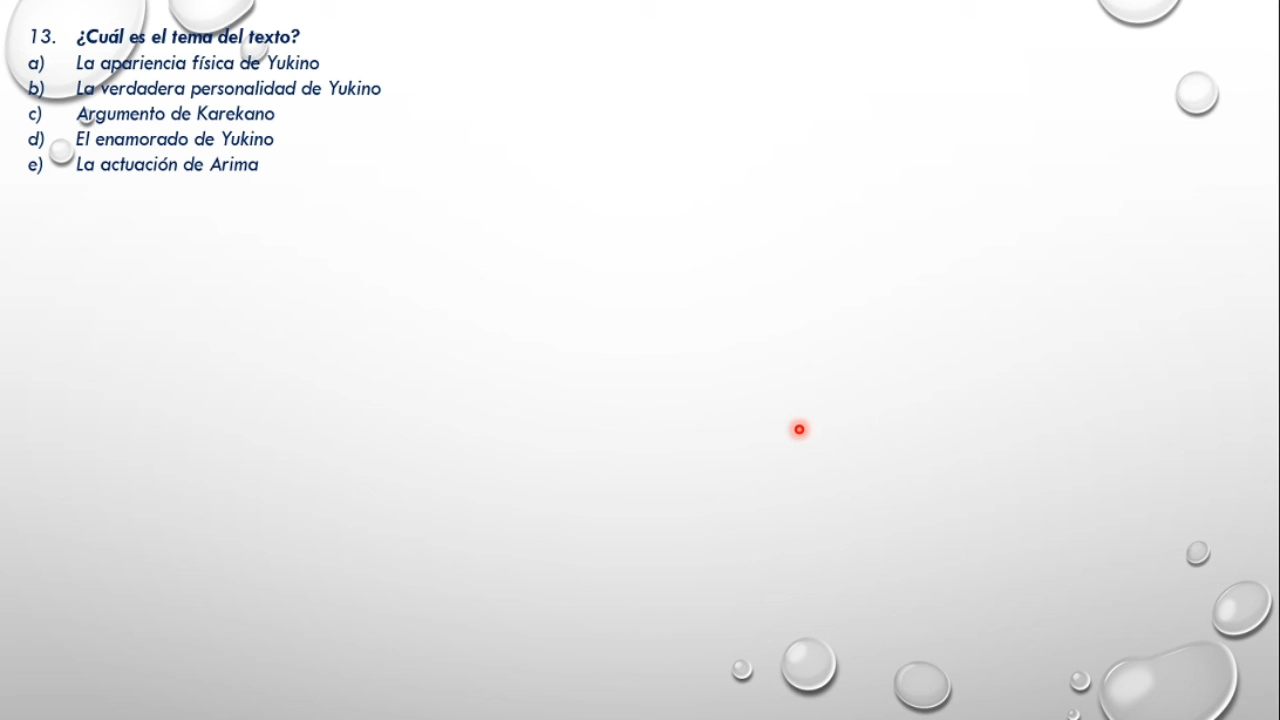 13. ¿Cuál es el tema del texto?
a) La apariencia física de Yukino
b) La verdadera personalidad de Yukino
c) Argumento de Karekano
d) El enamorado de Yukino
e) La actuación de Arima